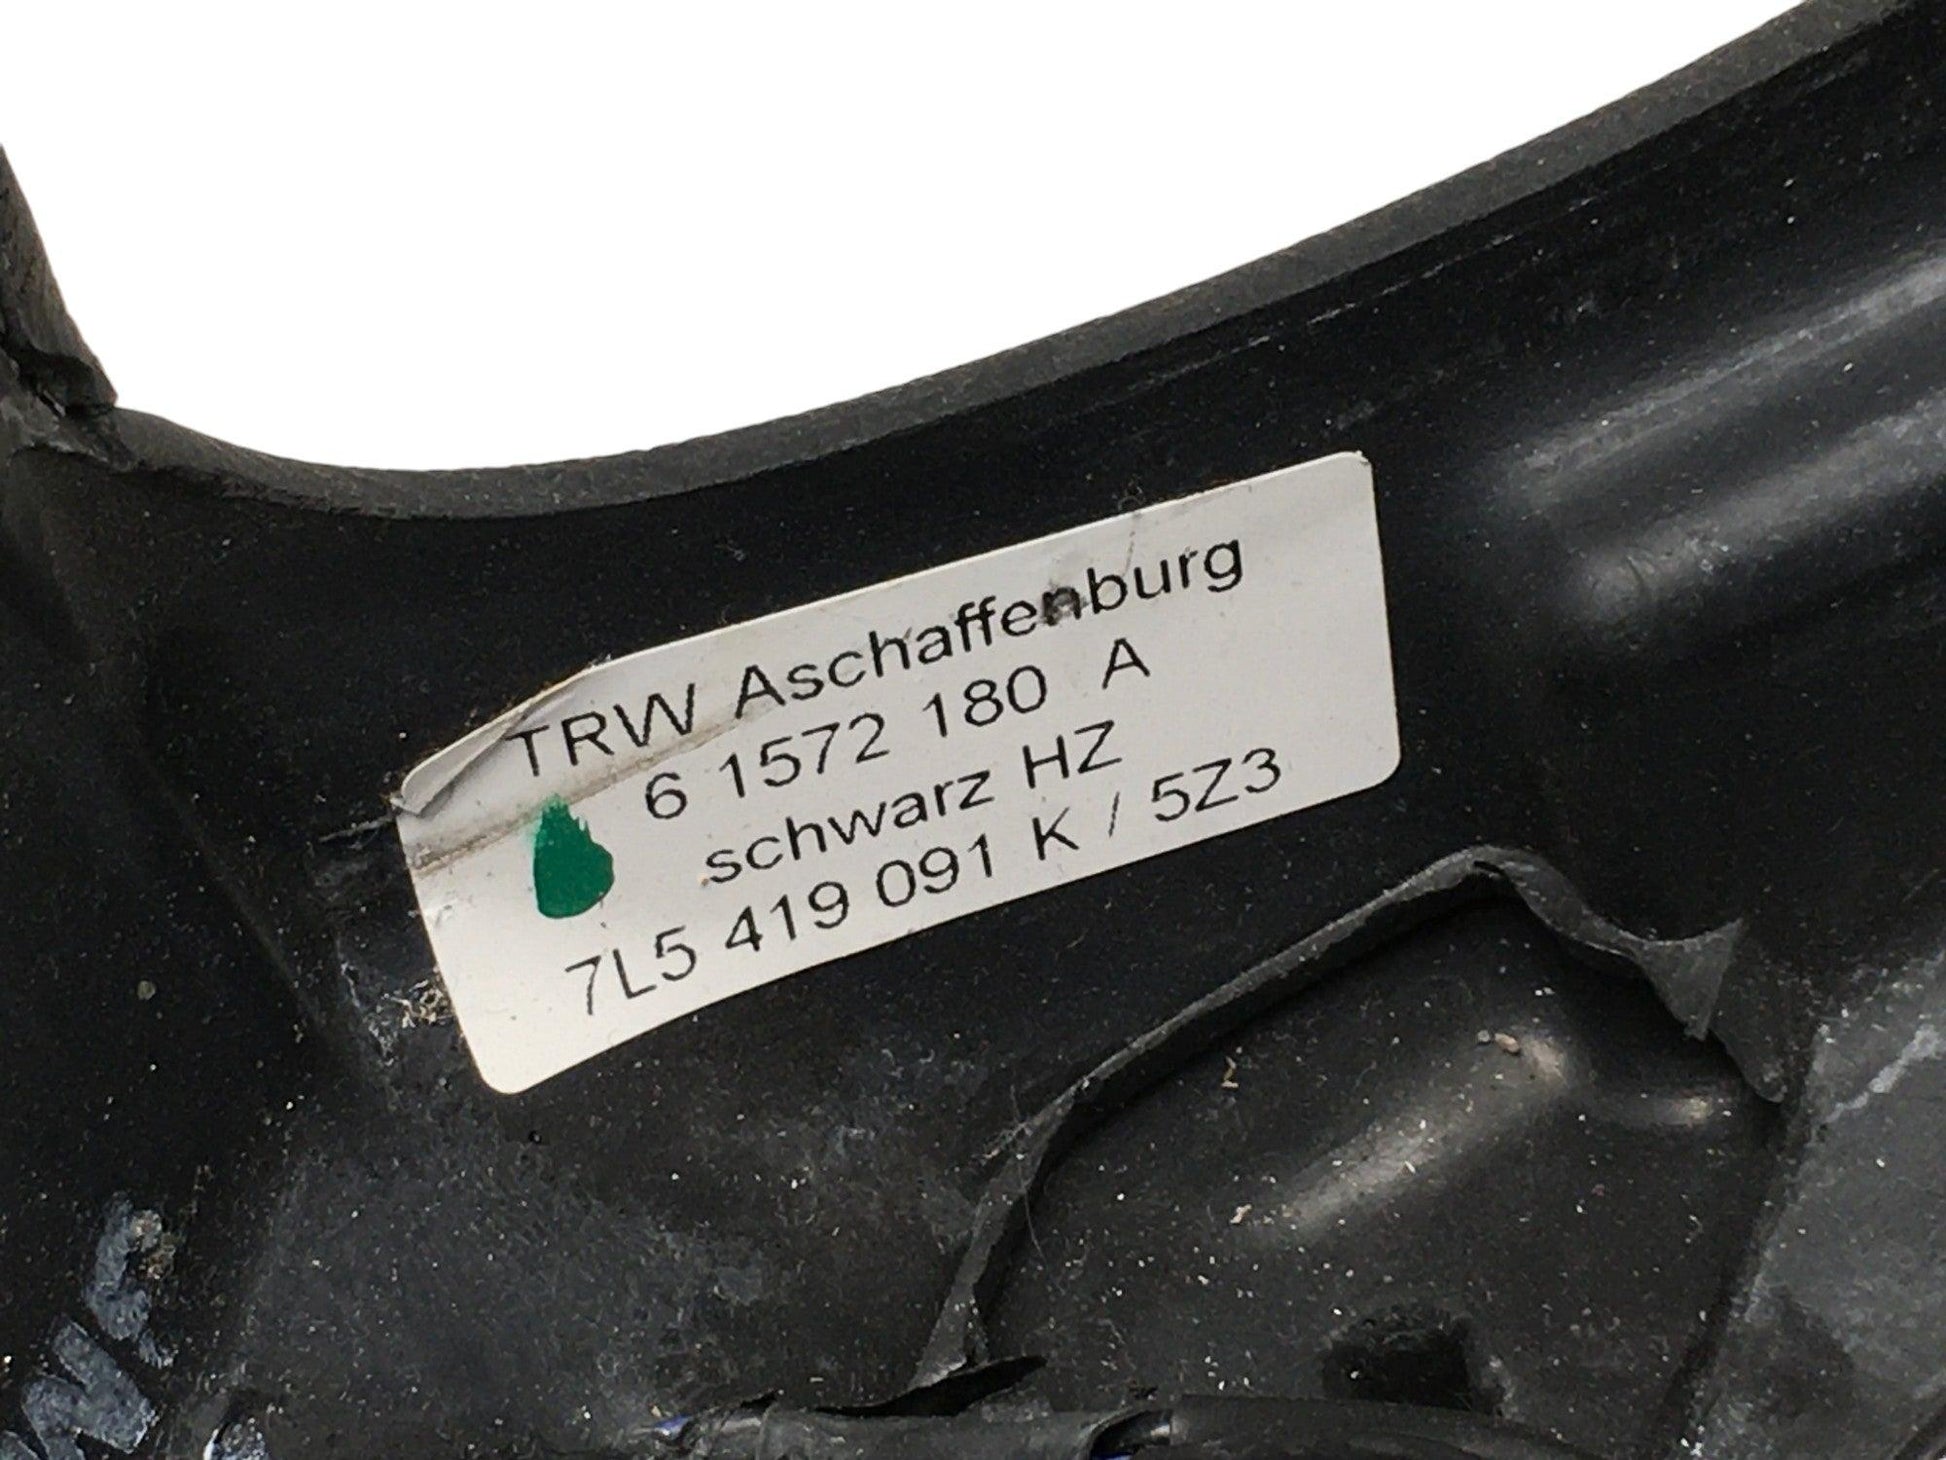 TRW Aschaffenburg
6 1572 180 A
schwarz HZ
7L5 419 091 K / 5Z3